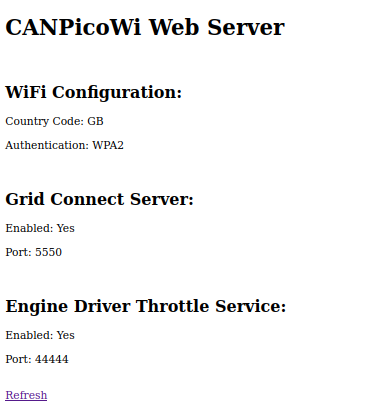 CANPicoWi Web Server
WiFi Configuration:
Country Code: GB
Authentication: WPA2
Grid Connect Server:
Enabled: Yes
Port: 5550
Engine Driver Throttle Service:
Enabled: Yes
Port: 44444
Refresh